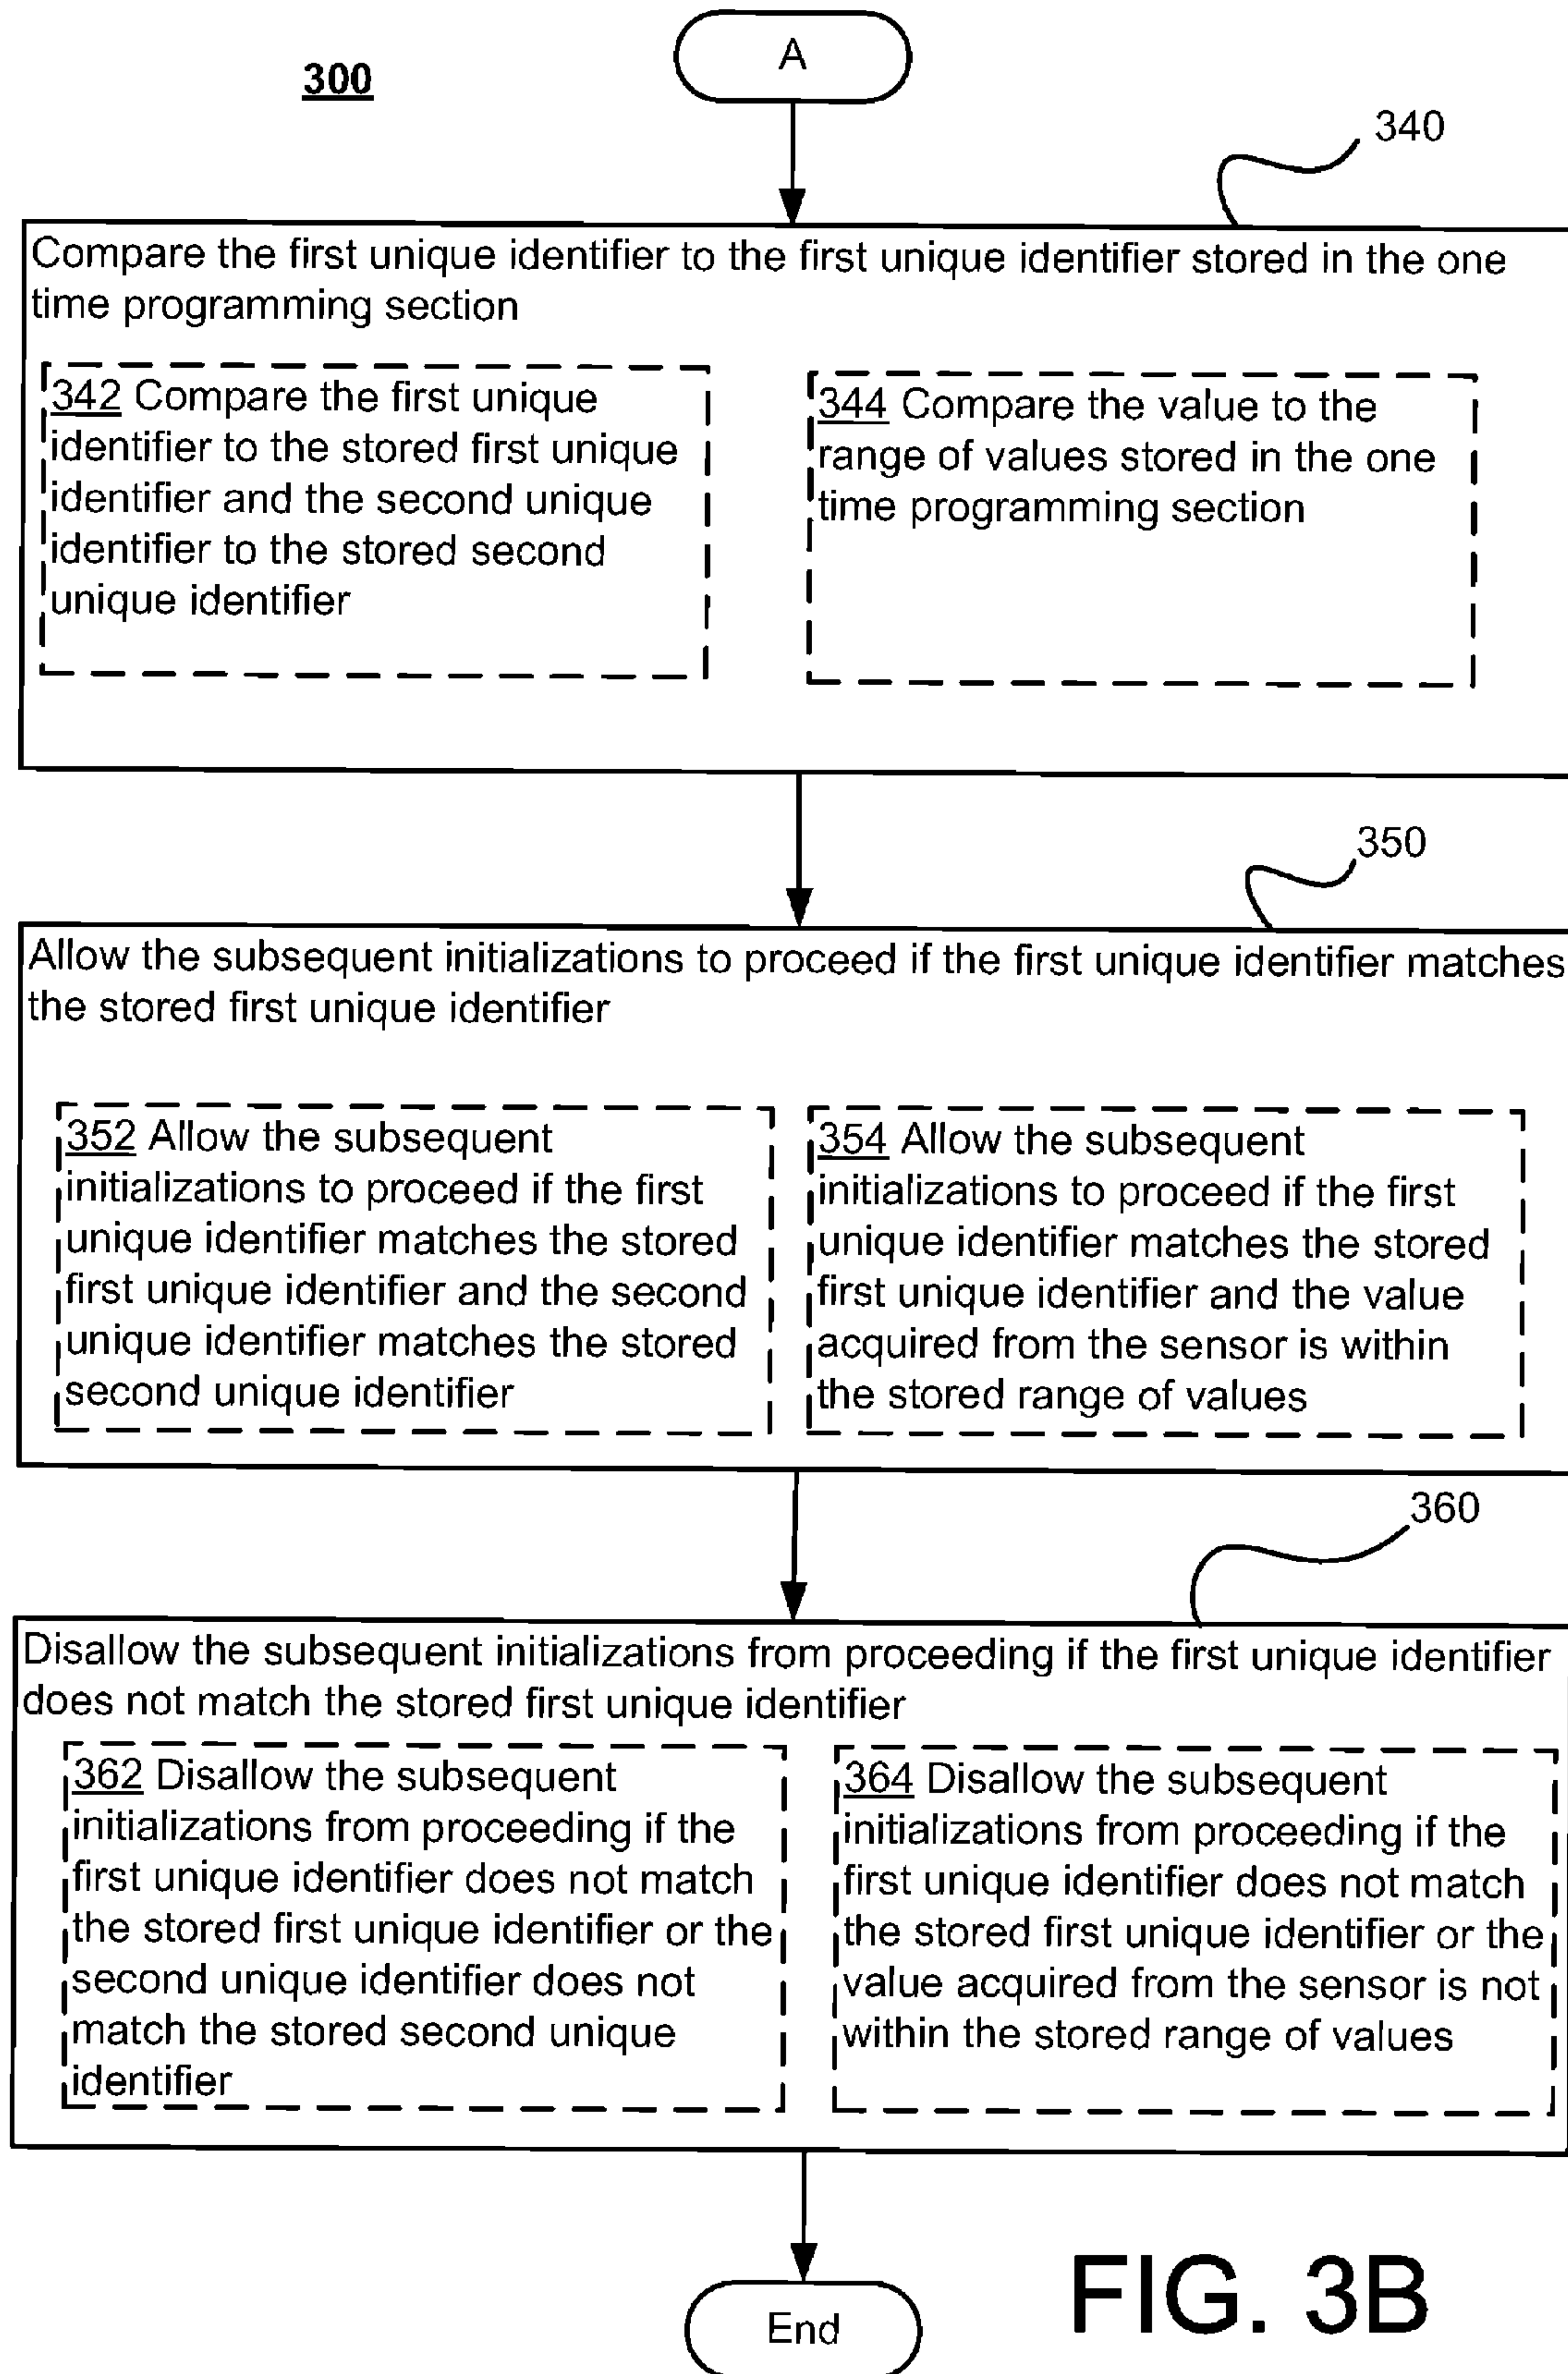 A
300
340
Compare the first unique identifier to the first unique identifier stored in the one
time programming section
342 Compare the first unique
identifier to the stored first unique
identifier and the second unique
identifier to the stored second
unique identifier
344 Compare the value to the
range of values stored in the one
time programming section
350
Allow the subsequent initializations to proceed if the first unique identifier matches
the stored first unique identifier
352 Allow the subsequent
initializations to proceed if the first
unique identifier matches the stored
first unique identifier and the second
unique identifier matches the stored
second unique identifier
354 Allow the subsequent
initializations to proceed if the first
unique identifier matches the stored
first unique identifier and the value
acquired from the sensor is within
the stored range of values
360
Disallow the subsequent initializations from proceeding if the first unique identifier
does not match the stored first unique identifier
362 Disallow the subsequent
initializations from proceeding if the
first unique identifier does not match
the stored first unique identifier or the
second unique identifier does not
match the stored second unique
identifier
364 Disallow the subsequent
initializations from proceeding if the
first unique identifier does not match
the stored first unique identifier or the
value acquired from the sensor is not
within the stored range of values
End
FIG. 3B